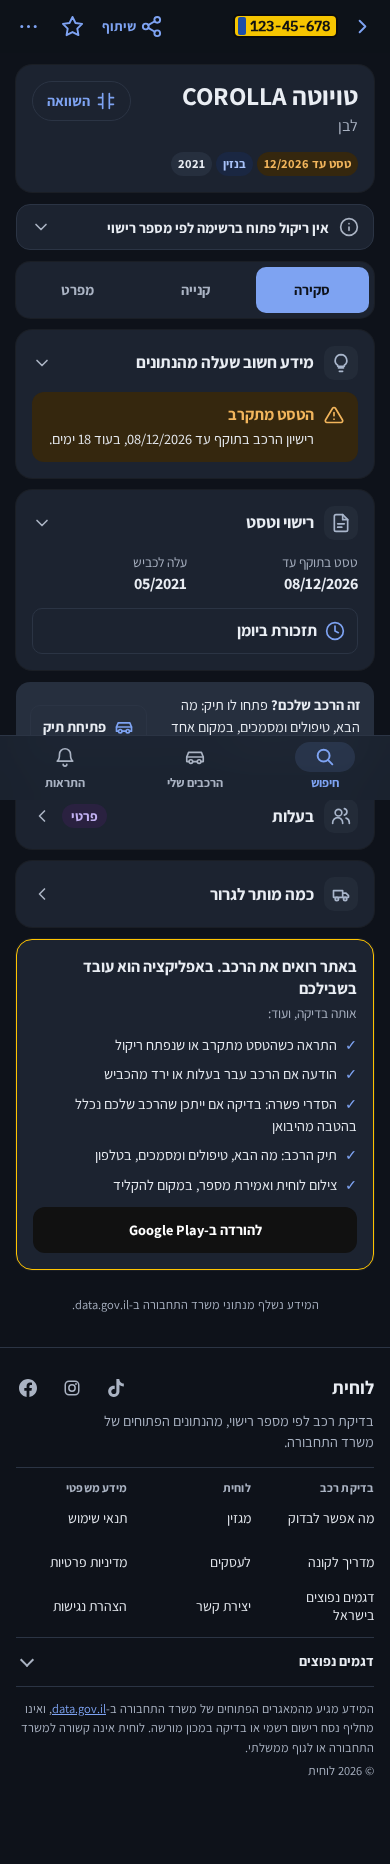 123-45-678
שיתוף
טויוטה COROLLA
השוואה
לבן
טסט עד 12/2026
בנזין
2021
אין ריקול פתוח ברשימה לפי מספר רישוי
סקירה
קנייה
מפרט
מידע חשוב שעלה מהנתונים
הטסט מתקרב
רישיון הרכב בתוקף עד 08/12/2026, בעוד 18 ימים.
רישוי וטסט
טסט בתוקף עד
עלה לכביש
08/12/2026
05/2021
תזכורת ביומן
זה הרכב שלכם? פתחו לו תיק: מה
הבא, טיפולים ומסמכים, במקום אחד
פתיחת תיק
חיפוש
הרכבים שלי
התראות
בעלות
פרטי
כמה מותר לגרור
באתר רואים את הרכב. באפליקציה הוא עובד
בשבילכם
אותה בדיקה, ועוד:
✓ התראה כשהטסט מתקרב או שנפתח ריקול
✓ הודעה אם הרכב עבר בעלות או ירד מהכביש
✓ הסדרי פשרה: בדיקה אם ייתכן שהרכב שלכם נכלל
בהטבה מהיבואן
✓ תיק הרכב: מה הבא, טיפולים ומסמכים, בטלפון
✓ צילום לוחית ואמירת מספר, במקום להקליד
להורדה ב-Google Play
המידע נשלף מנתוני משרד התחבורה ב-data.gov.il.
לוחית
בדיקת רכב לפי מספר רישוי, מהנתונים הפתוחים של
משרד התחבורה.
בדיקת רכב
לוחית
מידע משפטי
מה אפשר לבדוק
מגזין
תנאי שימוש
מדריך לקונה
לעסקים
מדיניות פרטיות
דגמים נפוצים
בישראל
יצירת קשר
הצהרת נגישות
דגמים נפוצים
המידע מגיע מהמאגרים הפתוחים של משרד התחבורה ב-data.gov.il, ואינו
מחליף נסח רישום רשמי או בדיקה במכון מורשה. לוחית אינה קשורה למשרד
התחבורה או לגוף ממשלתי.
© 2026 לוחית